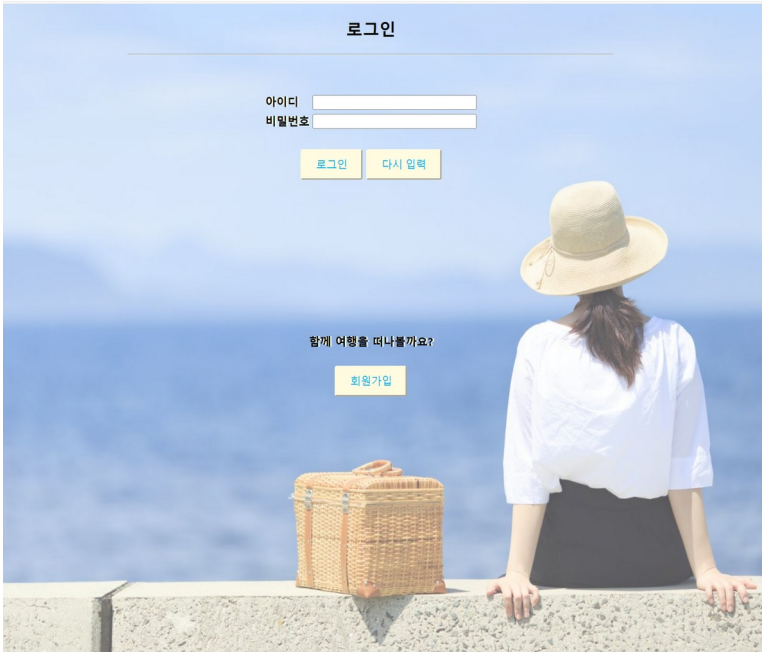 로그인
아이디
비밀번호
로그인 다시 입력
함께 여행을 떠나볼까요?
회원가입